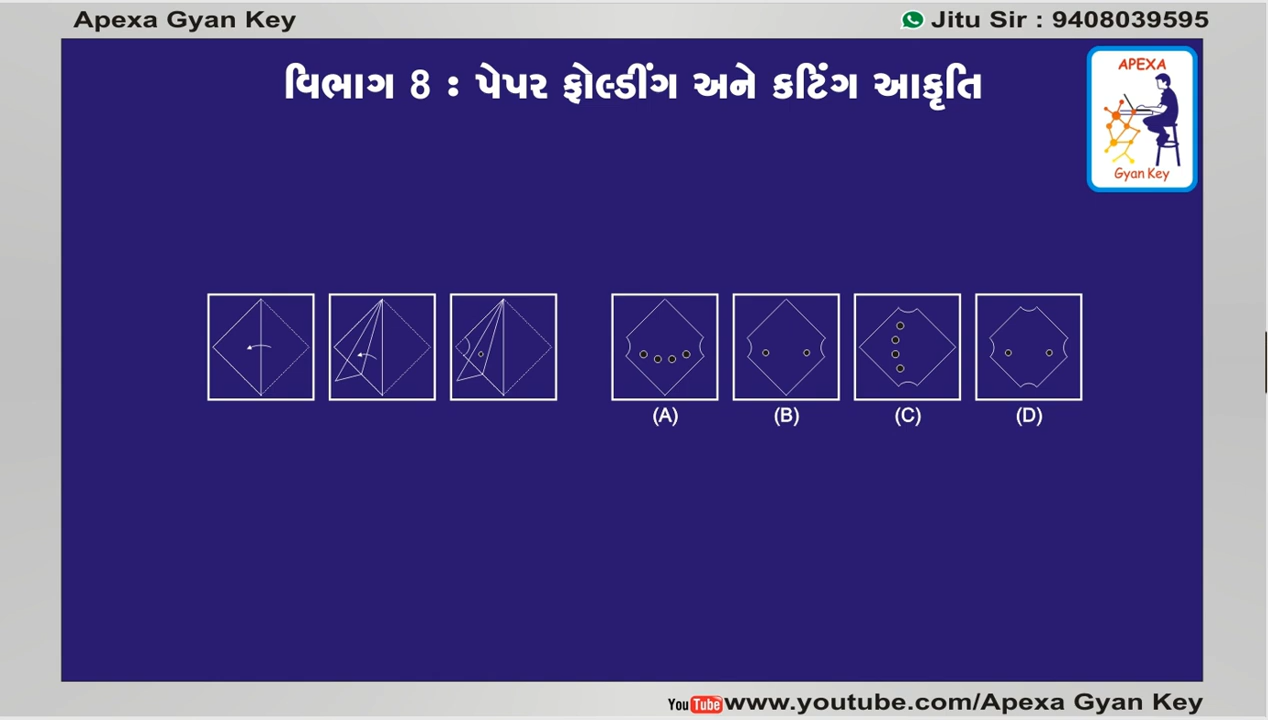 Apexa Gyan Key
Jitu Sir : 9408039595
વિભાગ 8 : પેપર ફોલ્ડીંગ અને કટિંગ આકૃતિ
APEXA
Gyan Key
(A) (B) (C) (D)
YouTube www.youtube.com/Apexa Gyan Key